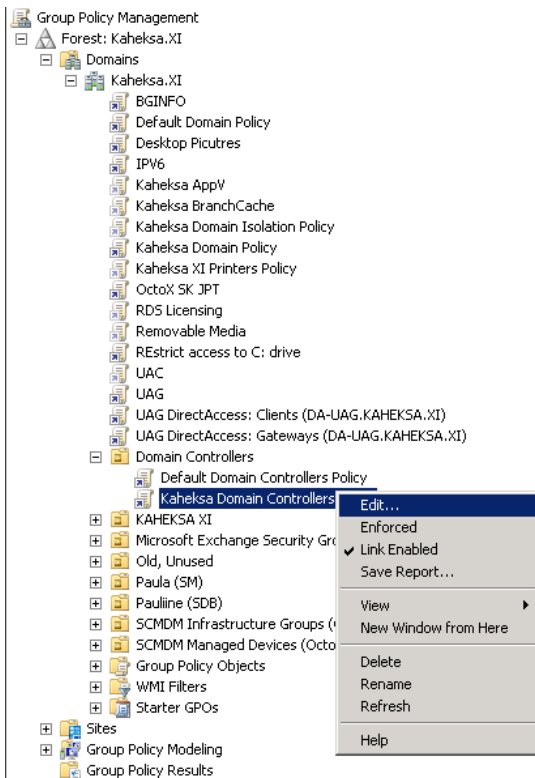 Group Policy Management
Forest: Kaheksa.XI
Domains
Kaheksa.XI
BGINFO
Default Domain Policy
Desktop Picutres
IPV6
Kaheksa AppV
Kaheksa BranchCache
Kaheksa Domain Isolation Policy
Kaheksa Domain Policy
Kaheksa XI Printers Policy
OctoX SK JPT
RDS Licensing
Removable Media
REstrict access to C: drive
UAC
UAG
UAG DirectAccess: Clients (DA-UAG.KAHEKSA.XI)
UAG DirectAccess: Gateways (DA-UAG.KAHEKSA.XI)
Domain Controllers
Default Domain Controllers Policy
Kaheksa Domain Controllers
KAHEKSA XI
Microsoft Exchange Security Gro
Old, Unused
Paula (SM)
Pauliine (SDB)
SCMDM Infrastructure Groups (
SCMDM Managed Devices (Octo
Group Policy Objects
WMI Filters
Starter GPOs
Sites
Group Policy Modeling
Group Policy Results
Edit...
Enforced
Link Enabled
Save Report...
View
New Window from Here
Delete
Rename
Refresh
Help